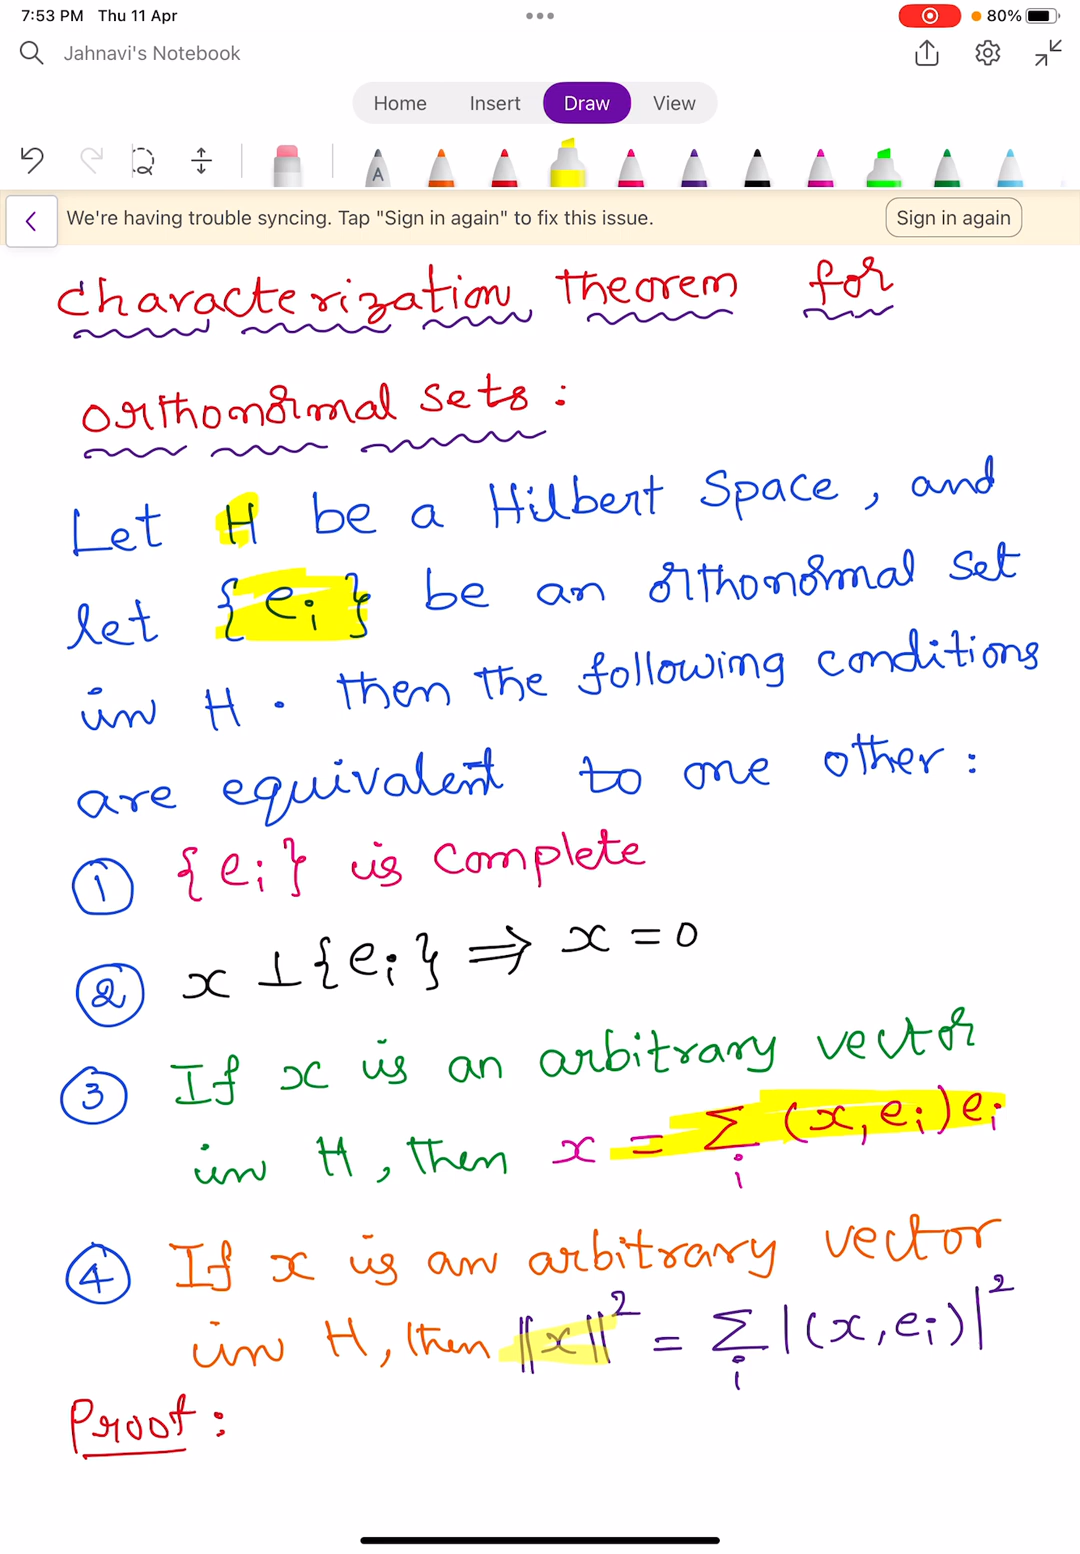 7:53 PM Thu 11 Apr
80%
Jahnavi's Notebook
Home Insert Draw View
A
We're having trouble syncing. Tap "Sign in again" to fix this issue. Sign in again
characterization theorem for
orthonormal sets :
Let H be a Hilbert Space, and
let {ei} be an orthonormal set
in H. then the following conditions
are equivalent to one other :
① {ei} is complete
② x ⊥ {ei} ⇒ x = 0
③ If x is an arbitrary vector
in H, then x = Σi (x, ei) ei
④ If x is an arbitrary vector
in H, then ||x||² = Σi |(x, ei)|²
Proof :